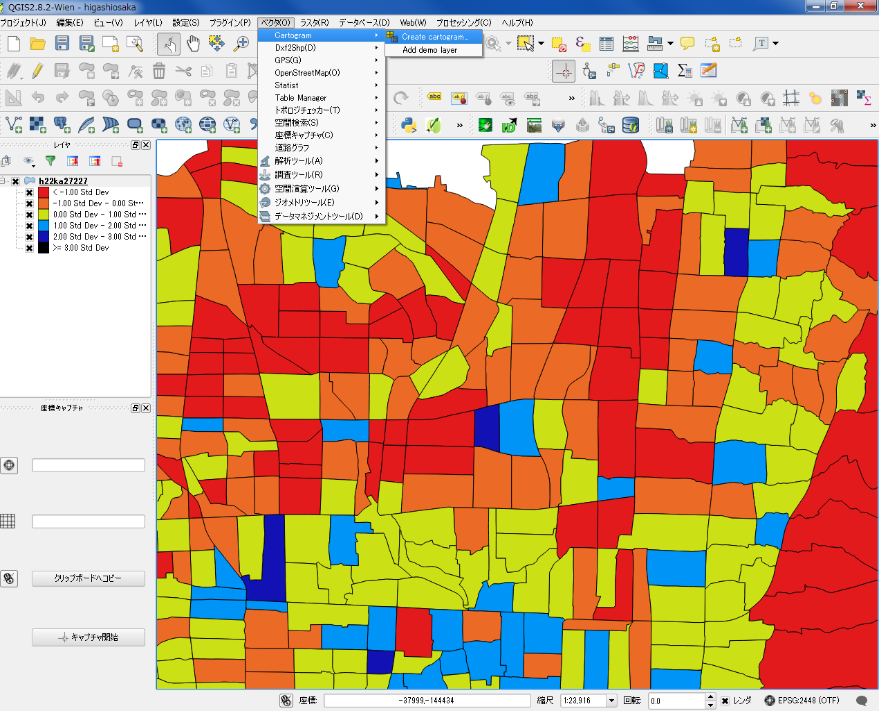 QGIS2.8.2-Wien - higashiosaka
プロジェクト(J) 編集(E) ビュー(V) レイヤ(L) 設定(S) プラグイン(P) ベクタ(O) ラスタ(R) データベース(D) Web(W) プロセッシング(C) ヘルプ(H)
Cartogram
Create cartogram...
Dxf2Shp(D)
Add demo layer
GPS(G)
OpenStreetMap(O)
Statist
Table Manager
トポロジチェッカー(T)
空間検索(S)
座標キャプチャ(C)
道路グラフ
解析ツール(A)
調査ツール(R)
空間演算ツール(G)
ジオメトリツール(E)
データマネジメントツール(D)
レイヤ
h22ka27227
< -1.00 Std Dev
-1.00 Std Dev - 0.00 St...
0.00 Std Dev - 1.00 Std ...
1.00 Std Dev - 2.00 Std ...
2.00 Std Dev - 3.00 Std ...
>= 3.00 Std Dev
座標キャプチャ
クリップボードへコピー
キャプチャ開始
座標: -37999,-144434 縮尺 1:23,916 回転: 0.0 レンダ EPSG:2448 (OTF)